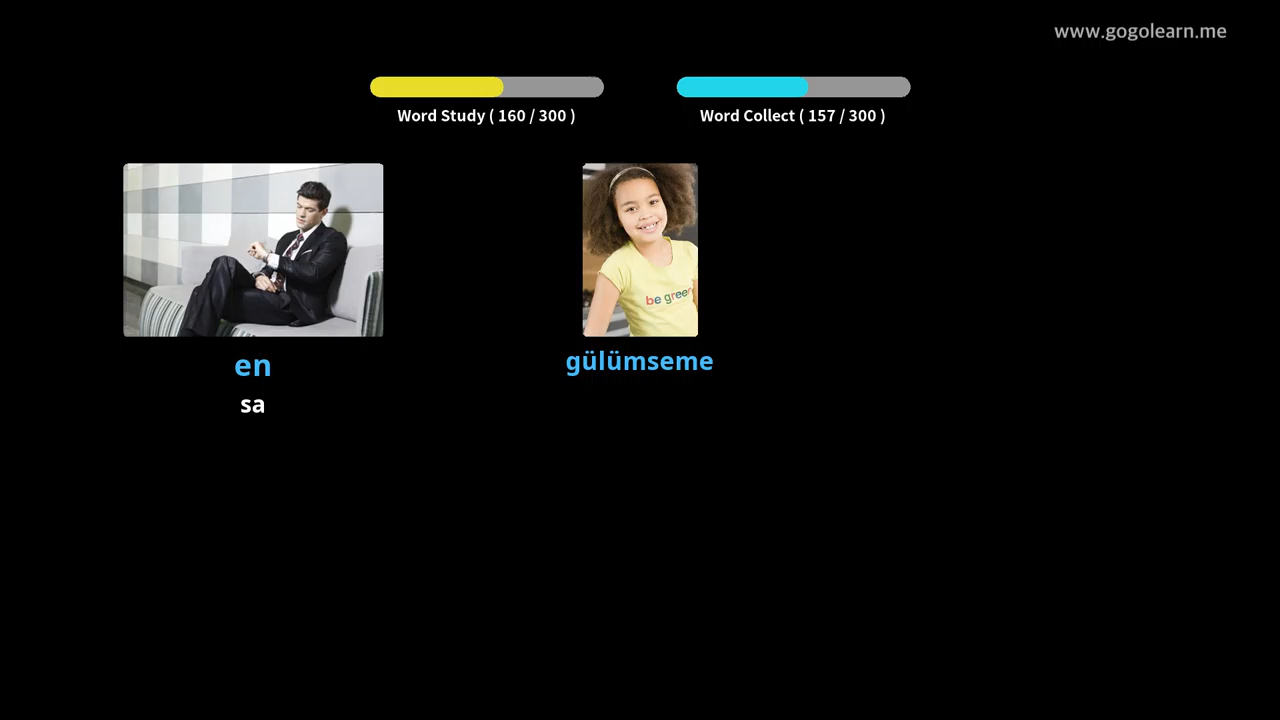 www.gogolearn.me
Word Study ( 160 / 300 )
Word Collect ( 157 / 300 )
be green
en
sa
gülümseme